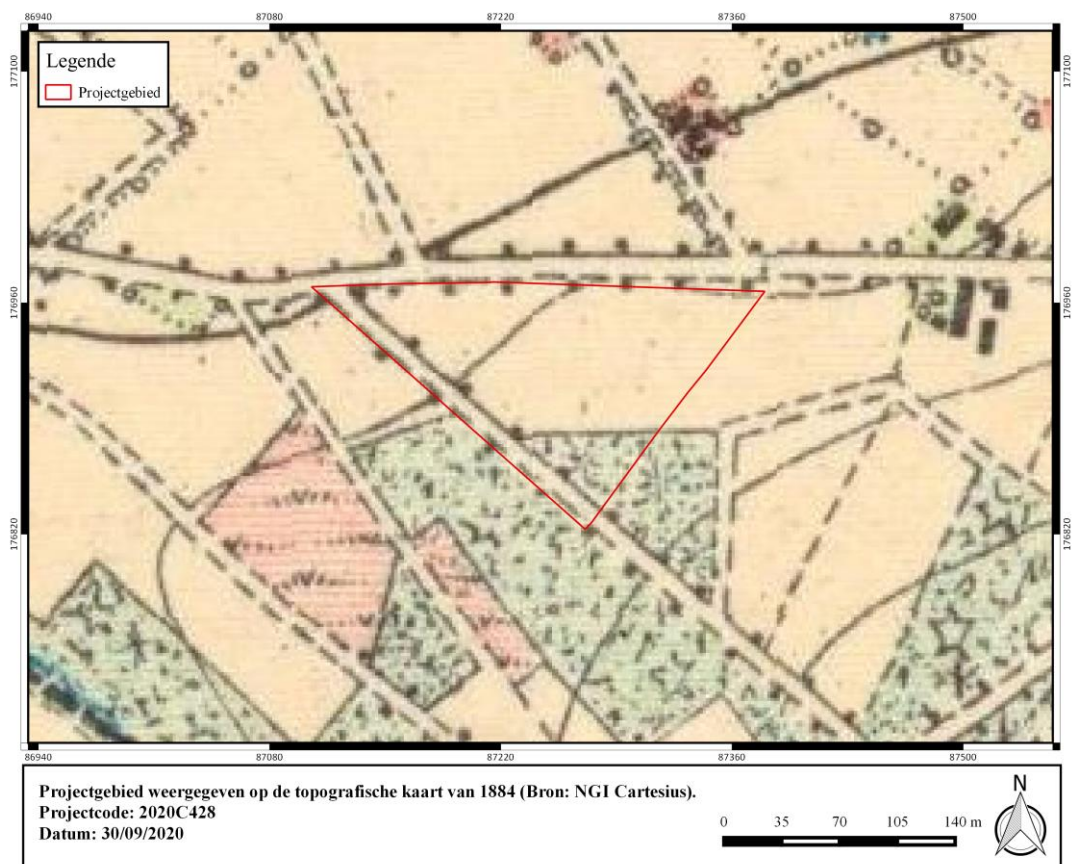 86940 87080 87220 87360 87500
177100 177100
Legende
Projectgebied
176960 176960
176820 176820
86940 87080 87220 87360 87500
Projectgebied weergegeven op de topografische kaart van 1884 (Bron: NGI Cartesius).
Projectcode: 2020C428
Datum: 30/09/2020
0 35 70 105 140 m
N